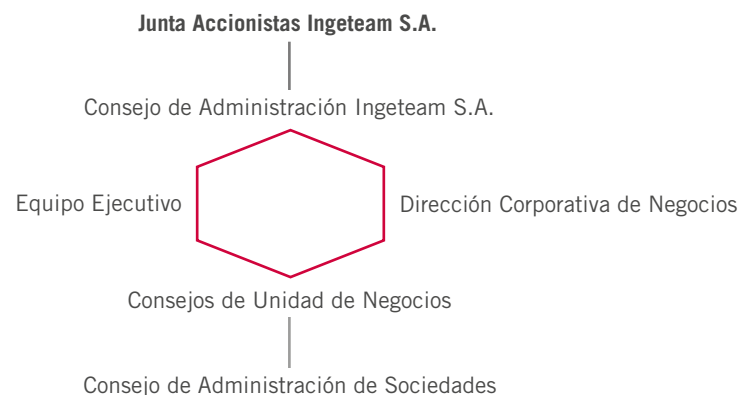 Junta Accionistas Ingeteam S.A.
Consejo de Administración Ingeteam S.A.
Equipo Ejecutivo
Dirección Corporativa de Negocios
Consejos de Unidad de Negocios
Consejo de Administración de Sociedades